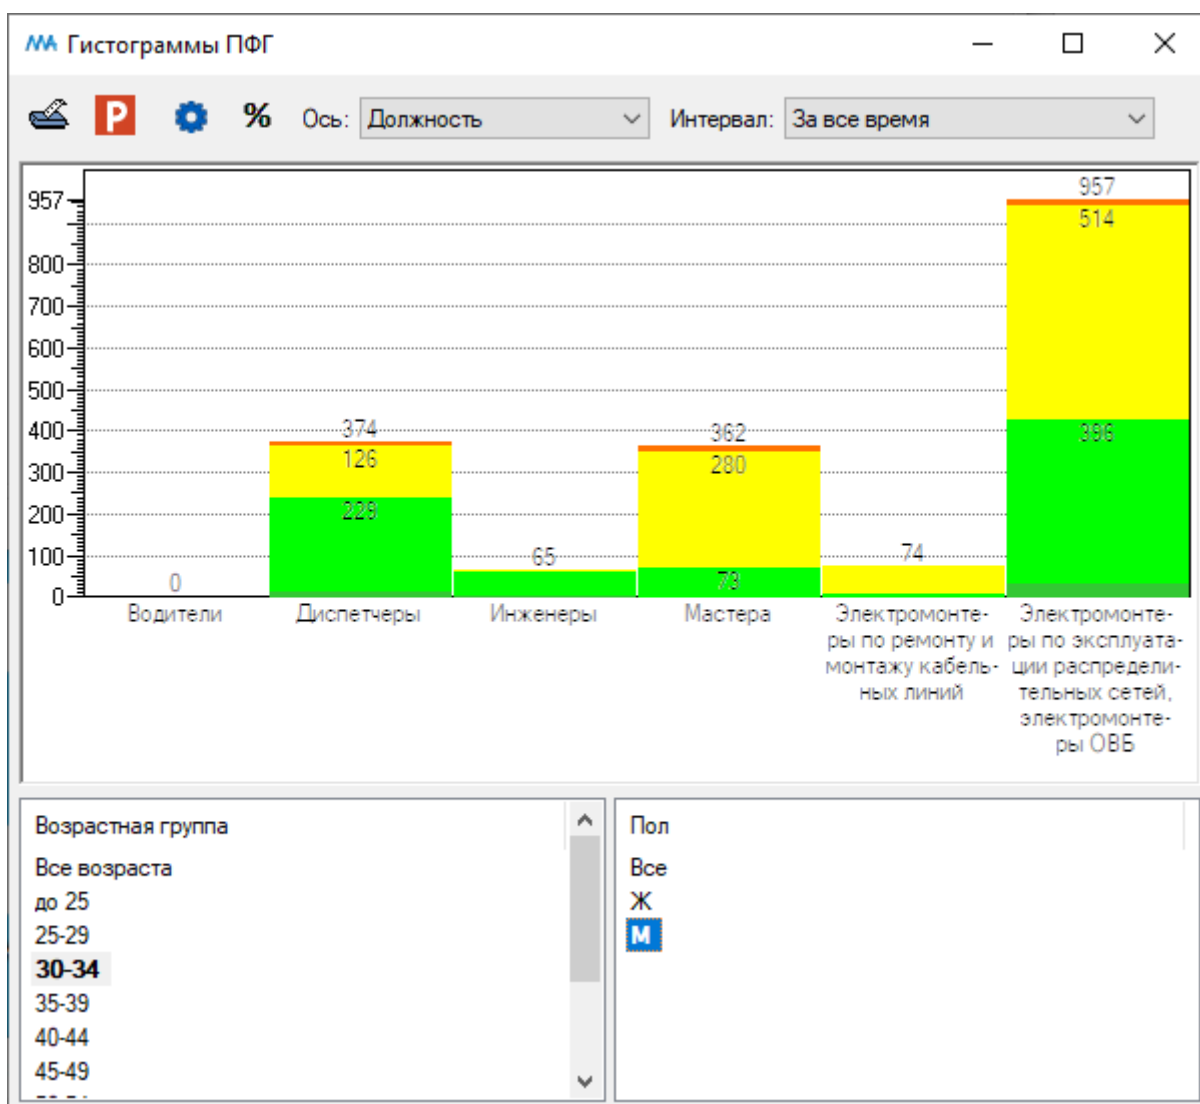 Гистограммы ПФГ
P % Ось: Должность Интервал: За все время
957
800
700
600
500
400
300
200
100
0
0
374
126
229
65
362
280
73
74
957
514
396
Водители
Диспетчеры
Инженеры
Мастера
Электромонте-
ры по ремонту и
монтажу кабель-
ных линий
Электромонте-
ры по эксплуата-
ции распредели-
тельных сетей,
электромонте-
ры ОВБ
Возрастная группа
Все возраста
до 25
25-29
30-34
35-39
40-44
45-49
Пол
Все
Ж
М